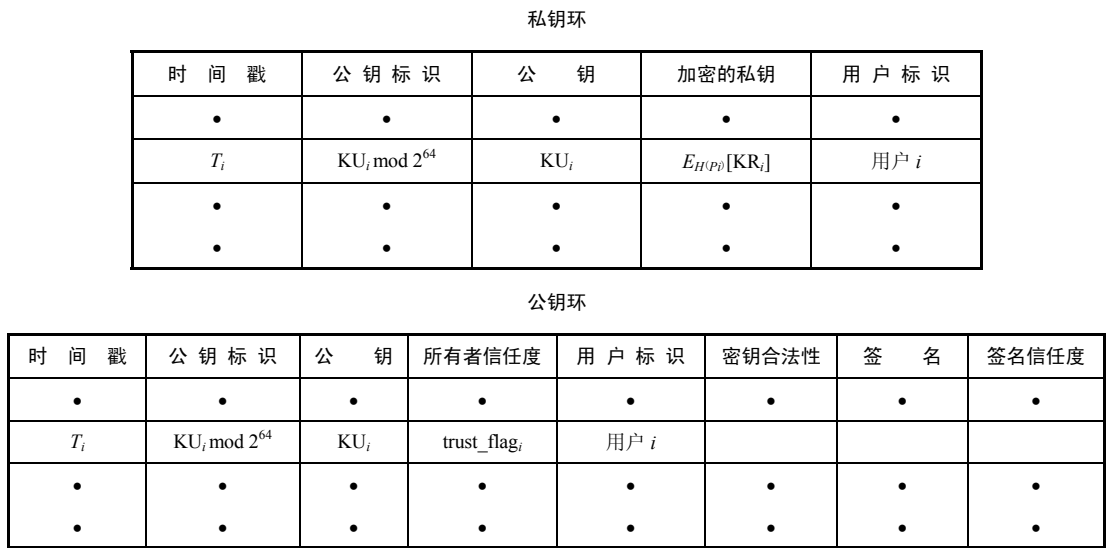 私钥环
时 间 戳 公 钥 标 识 公 钥 加密的私钥 用 户 标 识
• • • • •
Tᵢ KUᵢ mod 2⁶⁴ KUᵢ E_H(Pi)[KRᵢ] 用户 i
• • • • •
• • • • •
公钥环
时 间 戳 公 钥 标 识 公 钥 所有者信任度 用 户 标 识 密钥合法性 签 名 签名信任度
• • • • • • • •
Tᵢ KUᵢ mod 2⁶⁴ KUᵢ trust_flagᵢ 用户 i
• • • • • • • •
• • • • • • • •